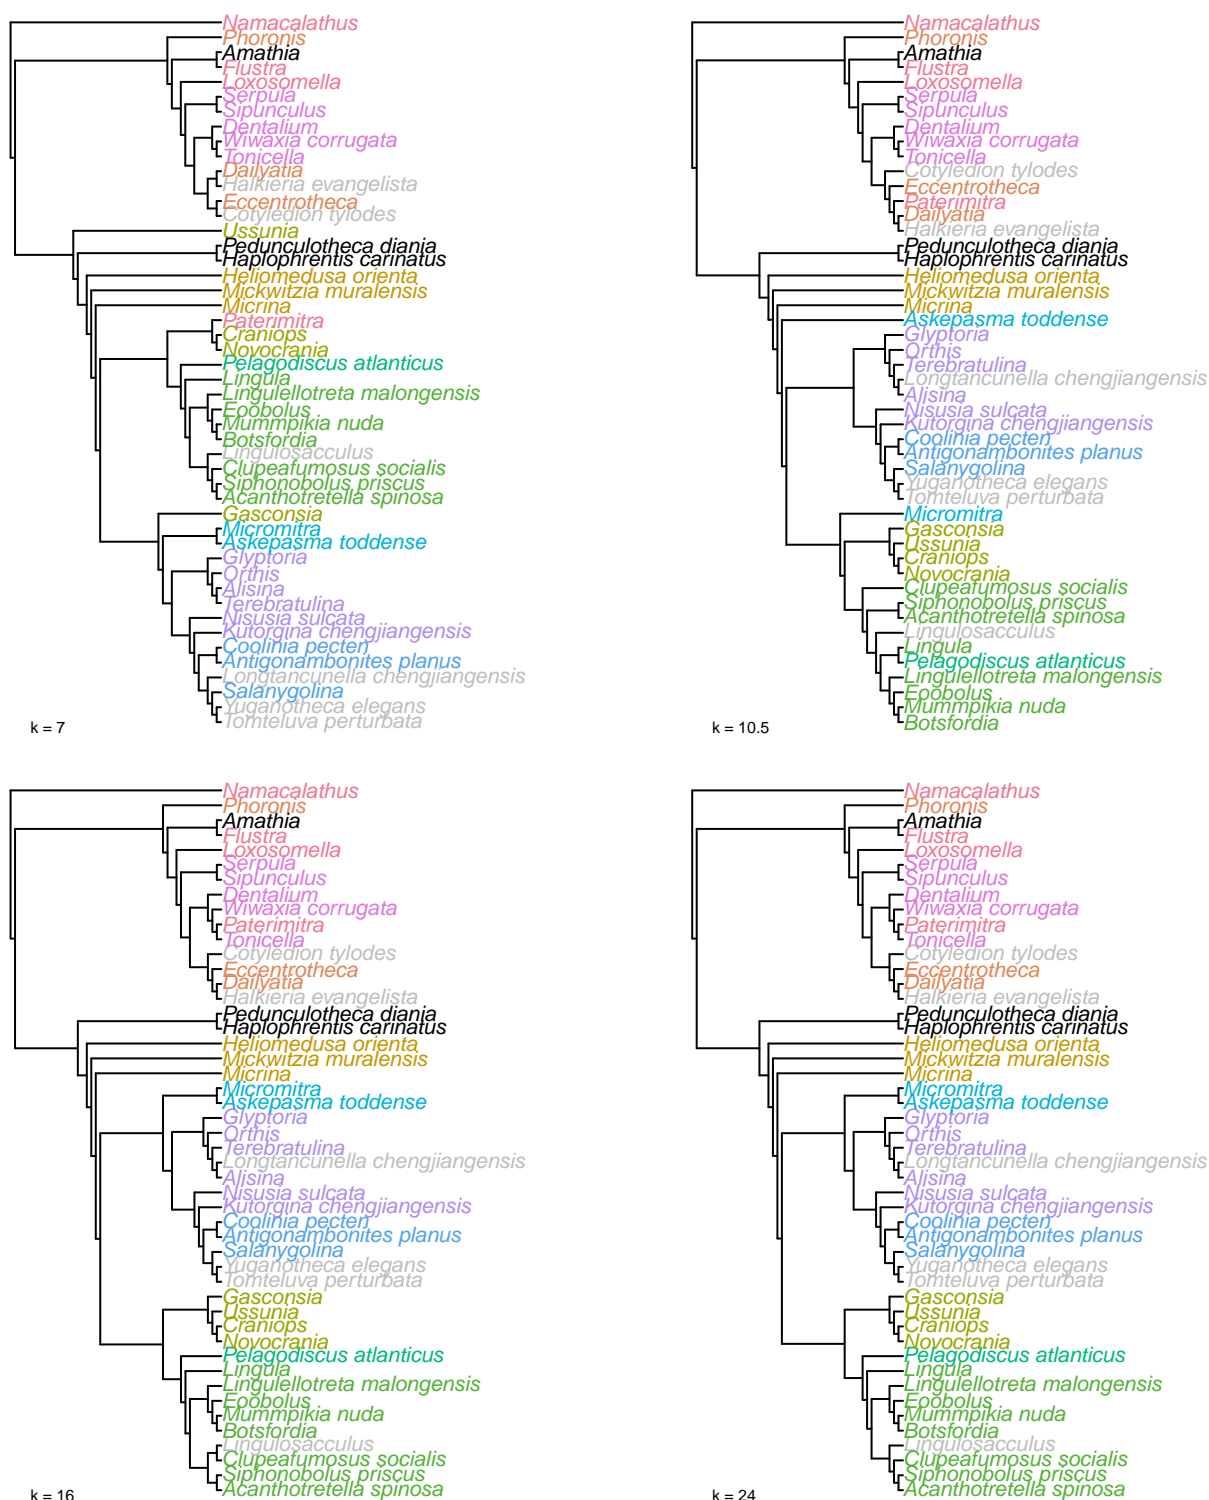 Namacalathus
Phoronis
Amathia
Flustra
Loxosomella
Serpula
Sipunculus
Dentalium
Wiwaxia corrugata
Tonicella
Dailyatia
Halkieria evangelista
Eccentrotheca
Cotyledion tylodes
Ussunia
Pedunculotheca diania
Haplophrentis carinatus
Heliomedusa orienta
Mickwitzia muralensis
Micrina
Paterimitra
Craniops
Novocrania
Pelagodiscus atlanticus
Lingula
Lingulellotreta malongensis
Eoobolus
Mummpikia nuda
Botsfordia
Lingulosacculus
Clupeafumosus socialis
Siphonobolus priscus
Acanthotretella spinosa
Gasconsia
Micromitra
Askepasma toddense
Glyptoria
Orthis
Alisina
Terebratulina
Nisusia sulcata
Kutorgina chengjiangensis
Coolinia pecten
Antigonambonites planus
Longtancunella chengjiangensis
Salanygolina
Yuganotheca elegans
Tomteluva perturbata
k = 7
Namacalathus
Phoronis
Amathia
Flustra
Loxosomella
Serpula
Sipunculus
Dentalium
Wiwaxia corrugata
Tonicella
Cotyledion tylodes
Eccentrotheca
Paterimitra
Dailyatia
Halkieria evangelista
Pedunculotheca diania
Haplophrentis carinatus
Heliomedusa orienta
Mickwitzia muralensis
Micrina
Askepasma toddense
Glyptoria
Orthis
Terebratulina
Longtancunella chengjiangensis
Alisina
Nisusia sulcata
Kutorgina chengjiangensis
Coolinia pecten
Antigonambonites planus
Salanygolina
Yuganotheca elegans
Tomteluva perturbata
Micromitra
Gasconsia
Ussunia
Craniops
Novocrania
Clupeafumosus socialis
Siphonobolus priscus
Acanthotretella spinosa
Lingulosacculus
Lingula
Pelagodiscus atlanticus
Lingulellotreta malongensis
Eoobolus
Mummpikia nuda
Botsfordia
k = 10.5
Namacalathus
Phoronis
Amathia
Flustra
Loxosomella
Serpula
Sipunculus
Dentalium
Wiwaxia corrugata
Paterimitra
Tonicella
Cotyledion tylodes
Eccentrotheca
Dailyatia
Halkieria evangelista
Pedunculotheca diania
Haplophrentis carinatus
Heliomedusa orienta
Mickwitzia muralensis
Micrina
Micromitra
Askepasma toddense
Glyptoria
Orthis
Terebratulina
Longtancunella chengjiangensis
Alisina
Nisusia sulcata
Kutorgina chengjiangensis
Coolinia pecten
Antigonambonites planus
Salanygolina
Yuganotheca elegans
Tomteluva perturbata
Gasconsia
Ussunia
Craniops
Novocrania
Pelagodiscus atlanticus
Lingula
Lingulellotreta malongensis
Eoobolus
Mummpikia nuda
Botsfordia
Lingulosacculus
Clupeafumosus socialis
Siphonobolus priscus
Acanthotretella spinosa
k = 16
Namacalathus
Phoronis
Amathia
Flustra
Loxosomella
Serpula
Sipunculus
Dentalium
Wiwaxia corrugata
Paterimitra
Tonicella
Cotyledion tylodes
Eccentrotheca
Dailyatia
Halkieria evangelista
Pedunculotheca diania
Haplophrentis carinatus
Heliomedusa orienta
Mickwitzia muralensis
Micrina
Micromitra
Askepasma toddense
Glyptoria
Orthis
Terebratulina
Longtancunella chengjiangensis
Alisina
Nisusia sulcata
Kutorgina chengjiangensis
Coolinia pecten
Antigonambonites planus
Salanygolina
Yuganotheca elegans
Tomteluva perturbata
Gasconsia
Ussunia
Craniops
Novocrania
Pelagodiscus atlanticus
Lingula
Lingulellotreta malongensis
Eoobolus
Mummpikia nuda
Botsfordia
Lingulosacculus
Clupeafumosus socialis
Siphonobolus priscus
Acanthotretella spinosa
k = 24